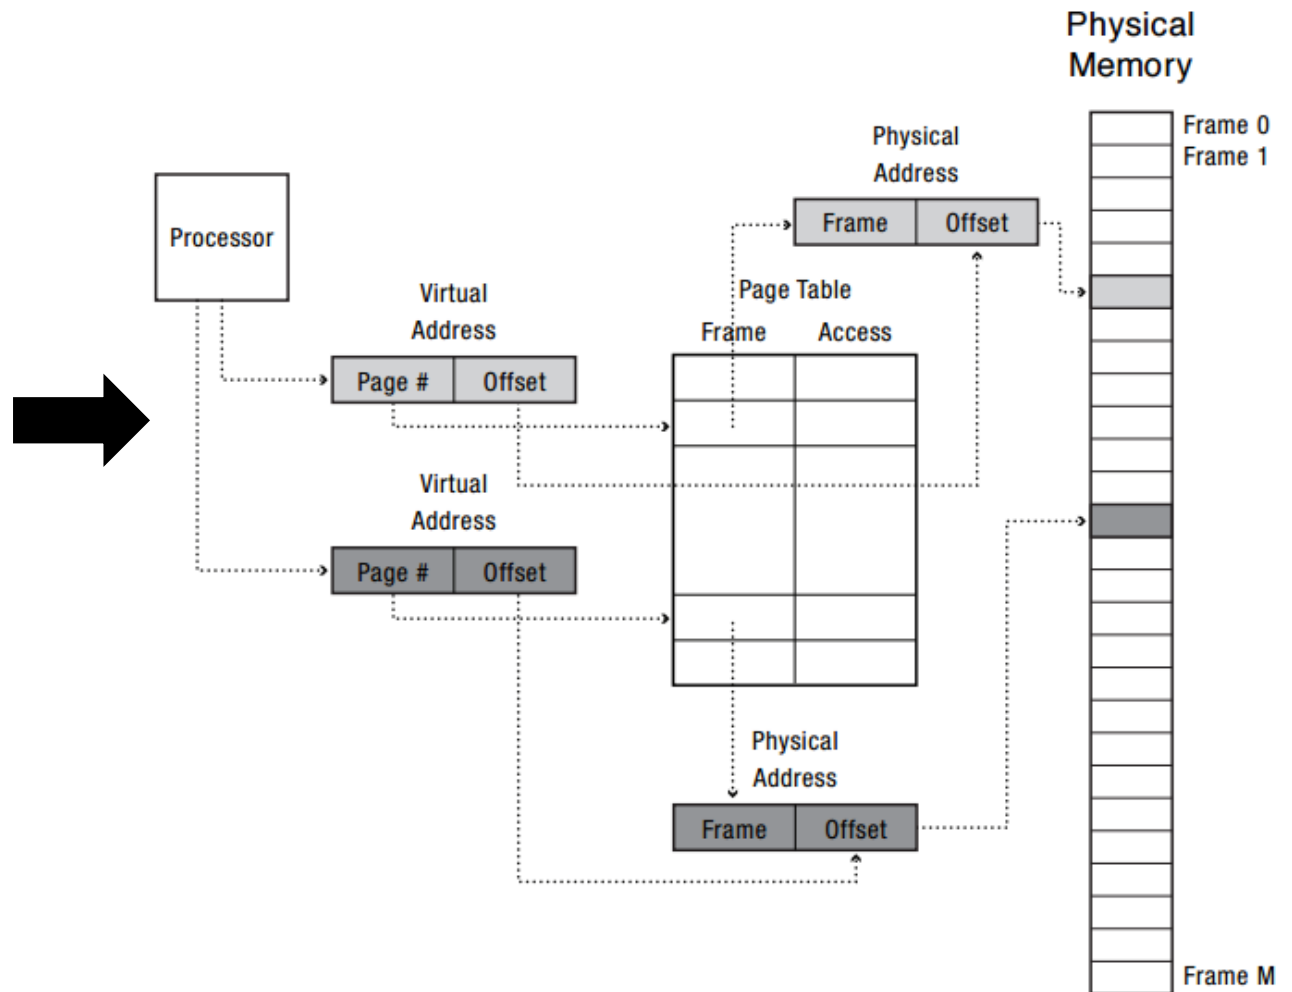 Physical
Memory
Frame 0
Frame 1
Physical
Address
Frame Offset
Processor
Virtual
Address
Page # Offset
Page Table
Frame Access
Virtual
Address
Page # Offset
Physical
Address
Frame Offset
Frame M